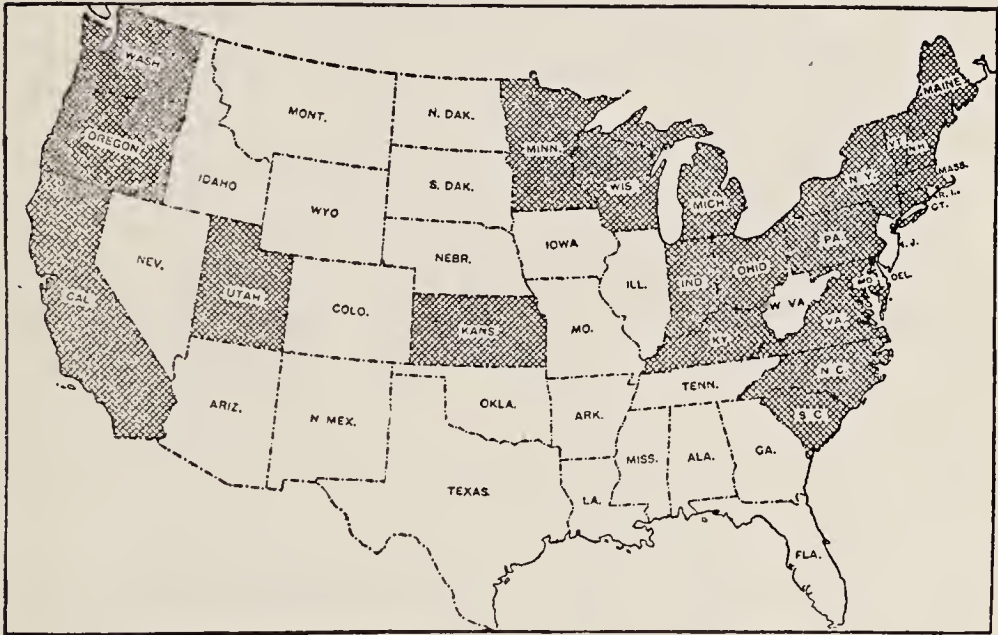 WASH
OREGON
CAL
NEV.
IDAHO
MONT.
WYO
UTAH
COLO.
ARIZ.
N MEX.
N. DAK.
S. DAK.
NEBR.
KANS
OKLA.
TEXAS
MINN.
IOWA
MO.
ARK.
LA.
WIS
ILL.
MICH.
IND
OHIO
KY
TENN.
MISS.
ALA.
GA.
FLA.
S C
N C
VA.
W VA
MD
DEL.
PA.
N. J.
N. Y.
CT.
R. I.
MASS.
VT.
N H
MAINE